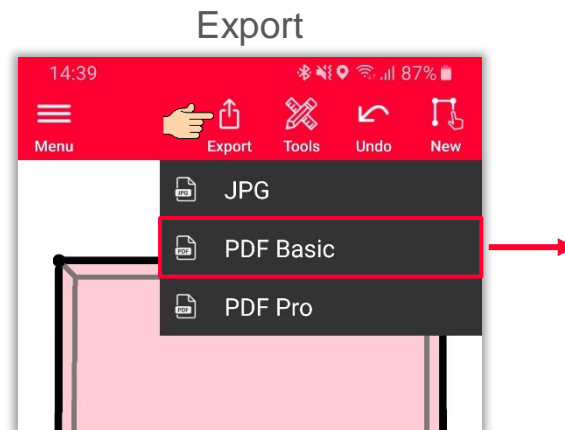 Export
14:39 87%
Menu Export Tools Undo New
JPG JPG
PDF PDF Basic
PDF PDF Pro